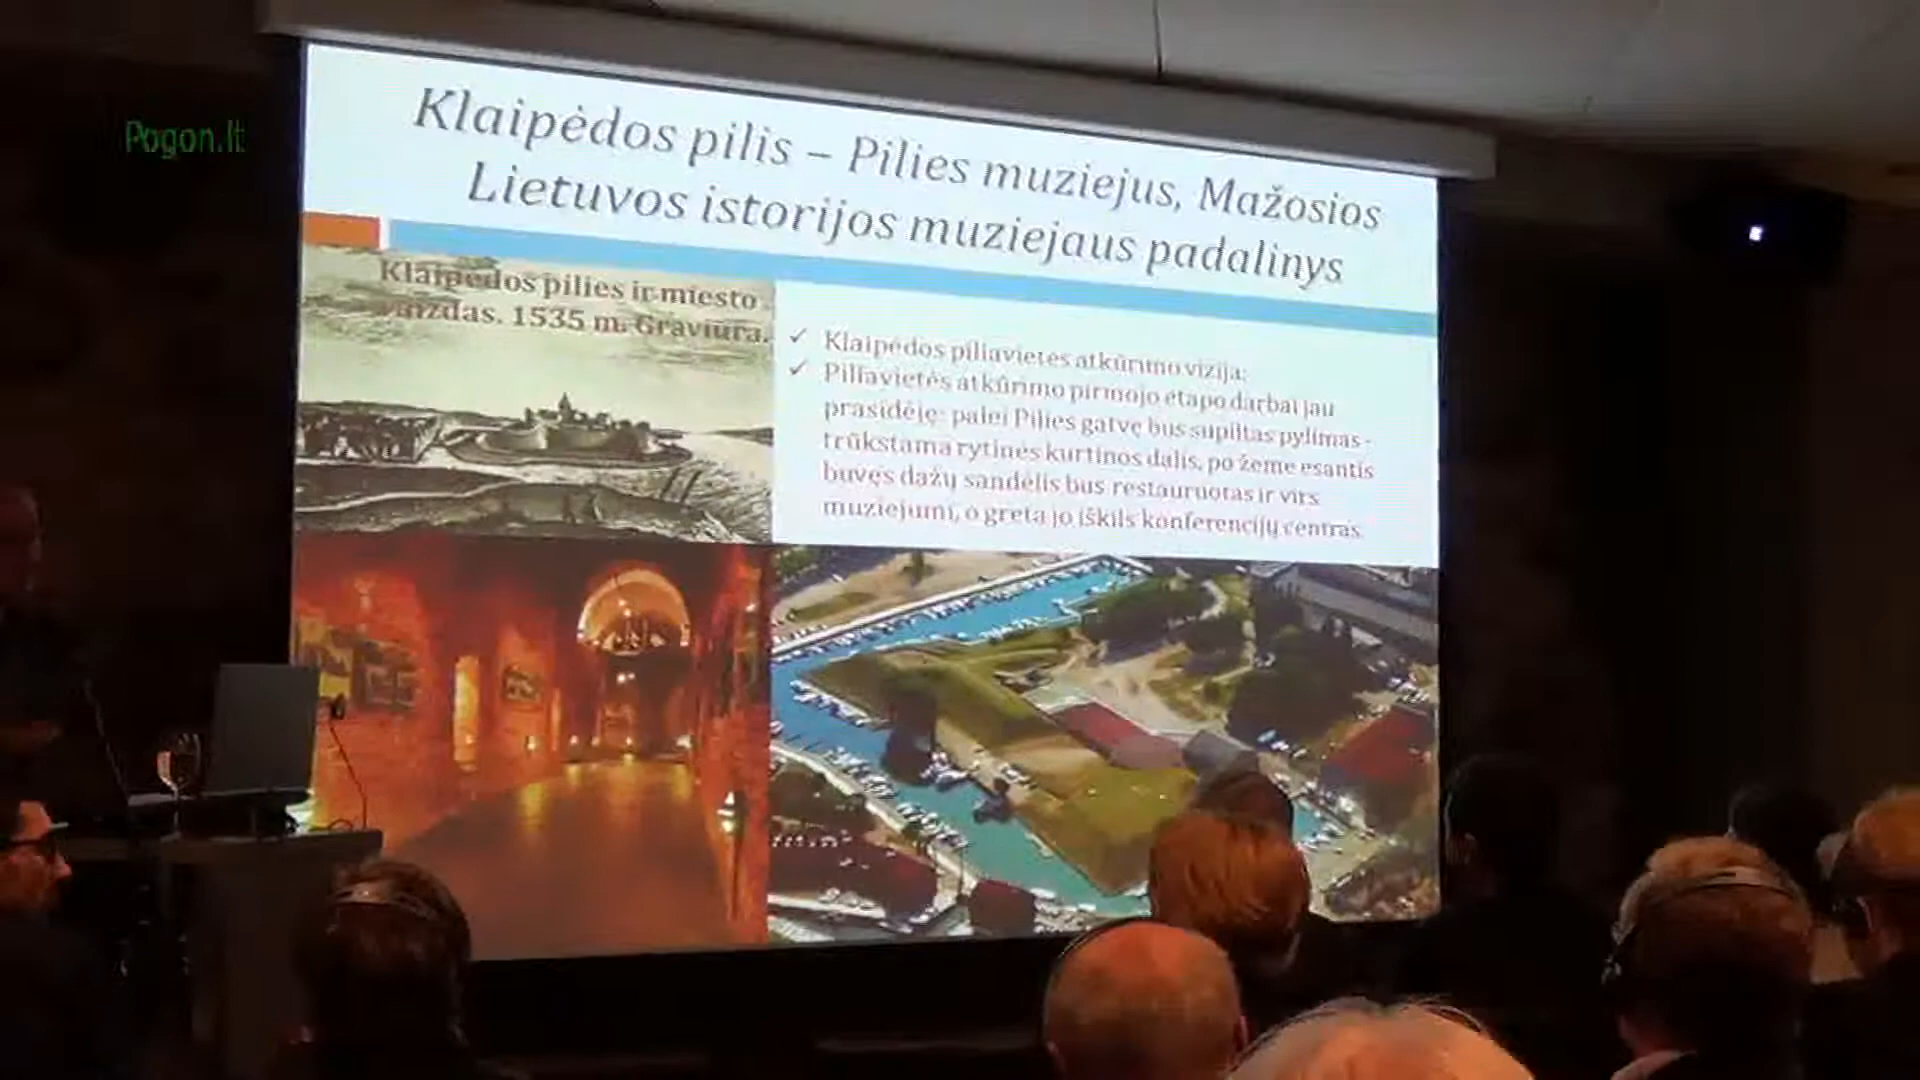 Pogon.lt
Klaipėdos pilis – Pilies muziejus, Mažosios
Lietuvos istorijos muziejaus padalinys
Klaipėdos pilies ir miesto
vaizdas. 1535 m. Graviūra.
✓ Klaipėdos piliavietės atkūrimo vizija:
✓ Piliavietės atkūrimo pirmojo etapo darbai jau
prasidėję: palei Pilies gatvę bus supiltas pylimas -
trūkstama rytinės kurtinos dalis, po žeme esantis
buvęs dažų sandėlis bus restauruotas ir virs
muziejumi, o greta jo iškils konferencijų centras.